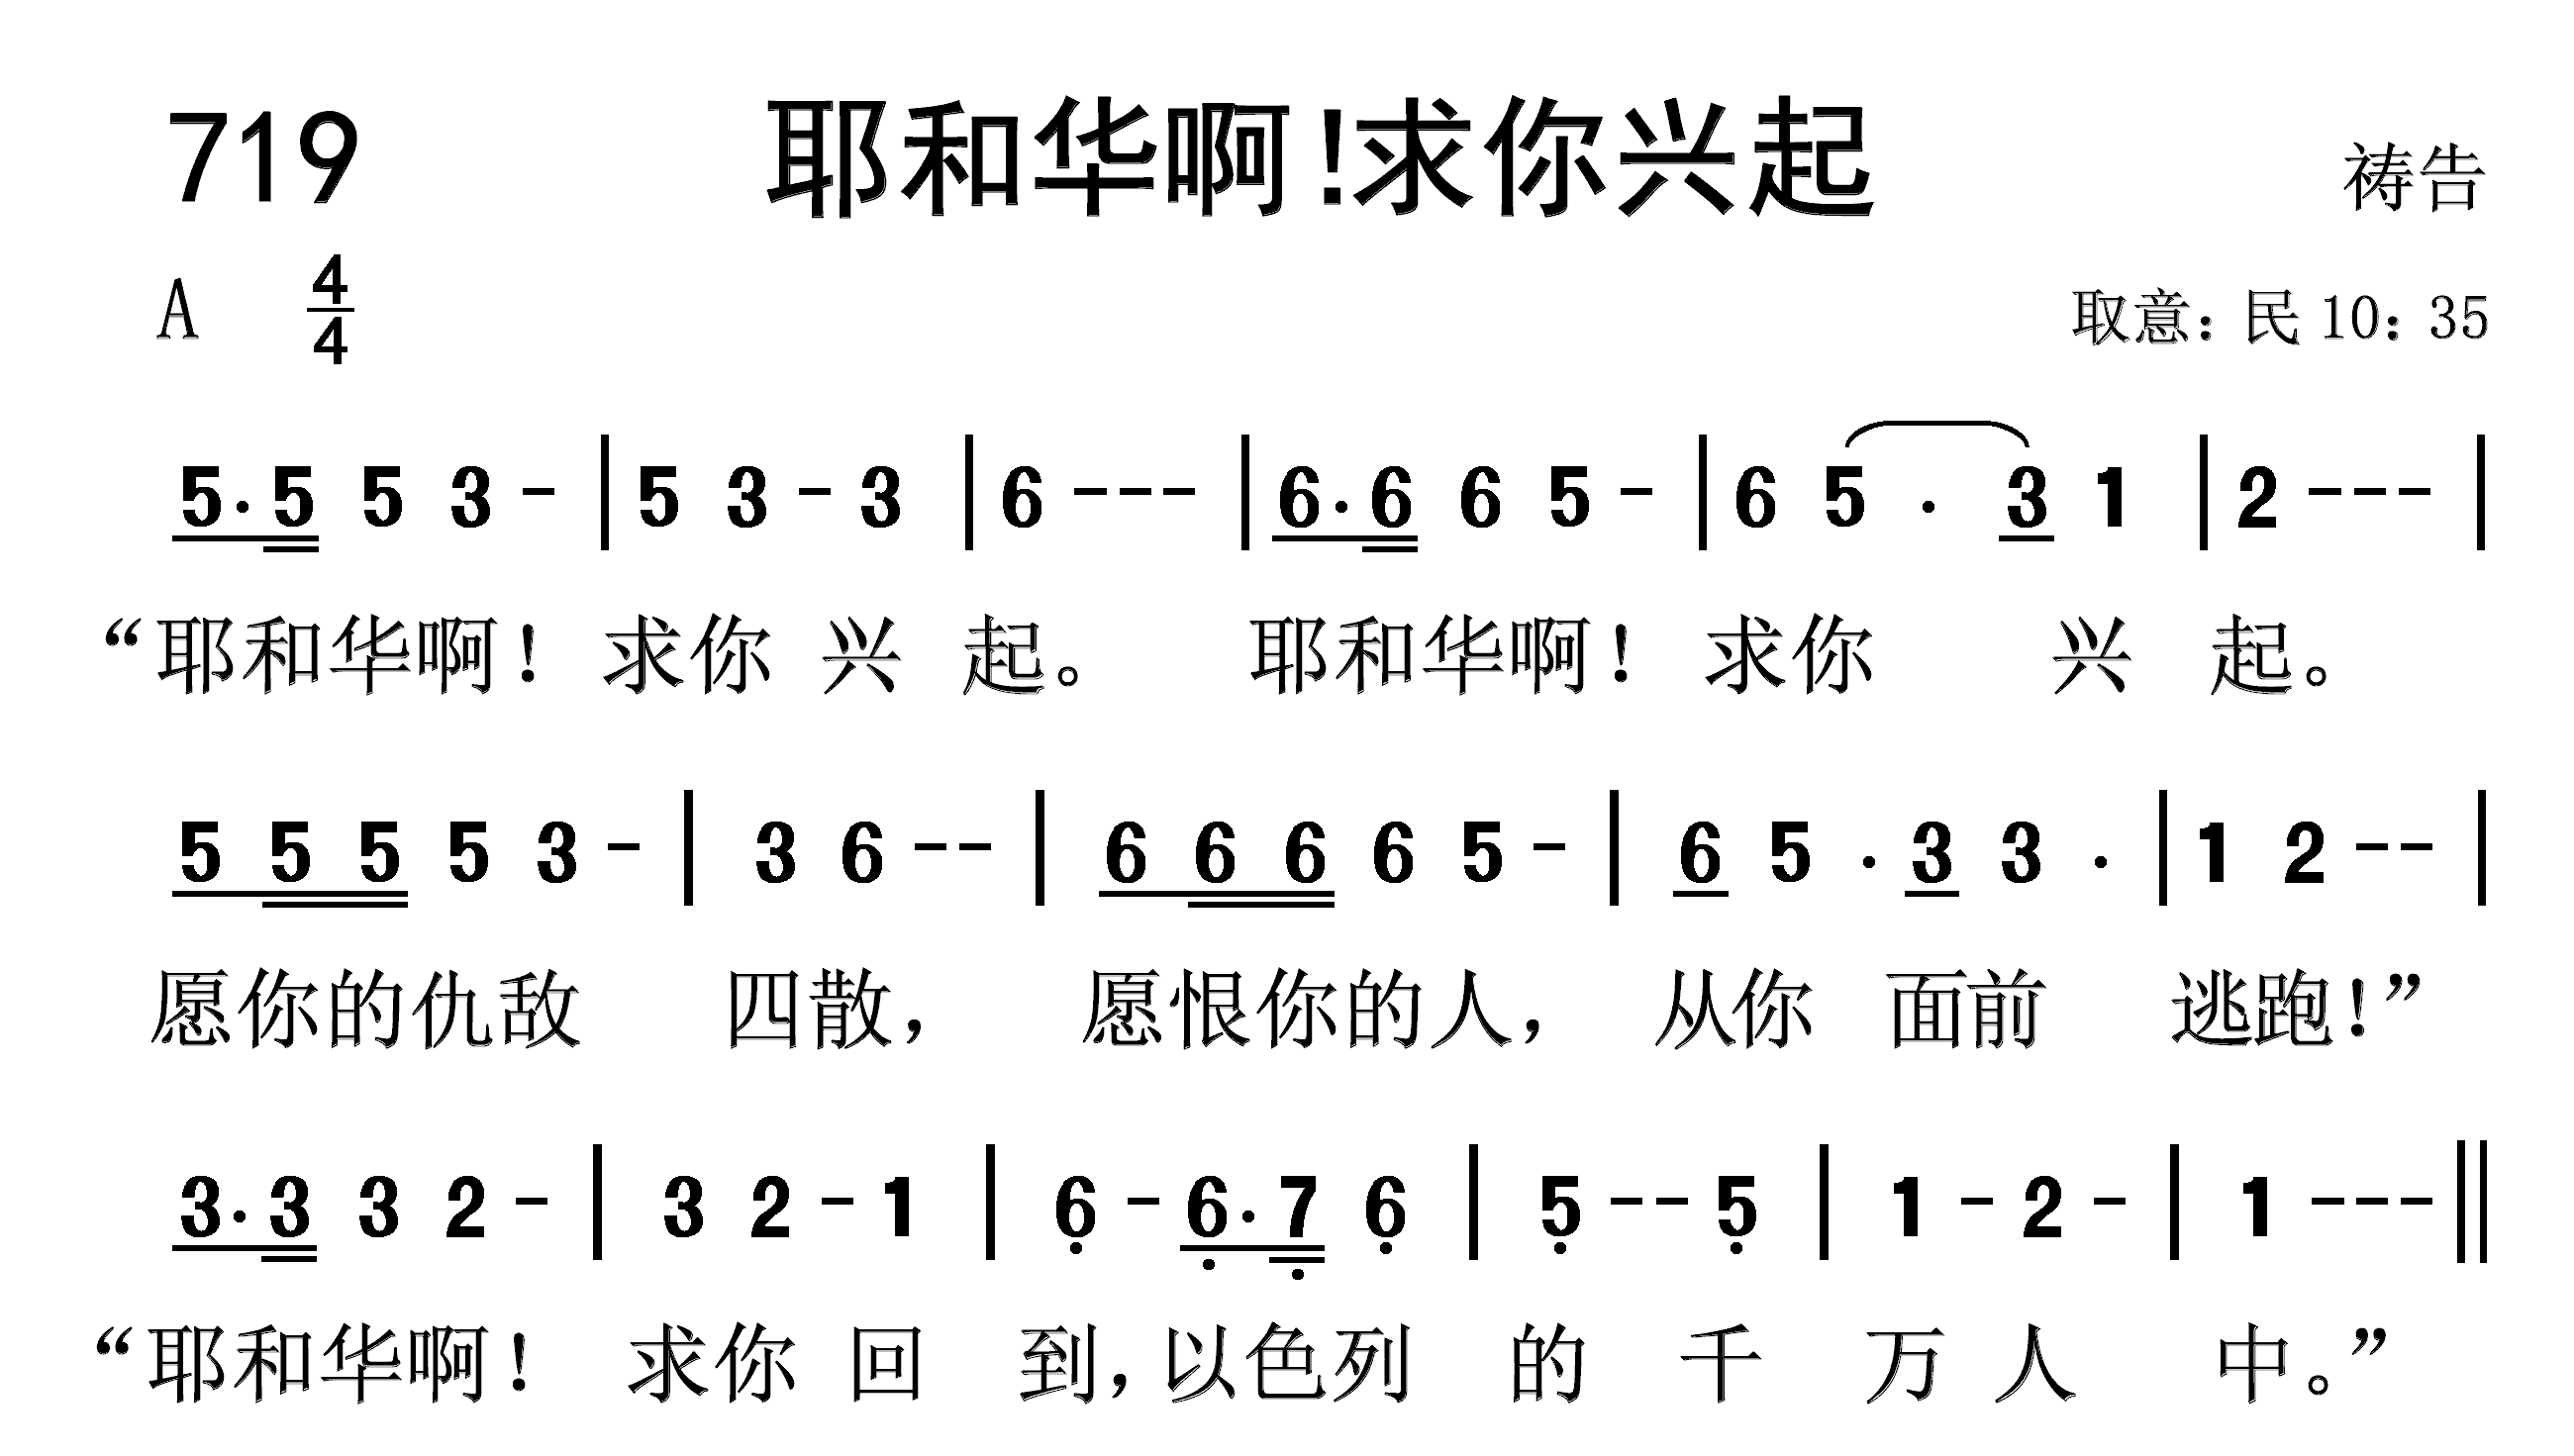 719 耶和华啊!求你兴起 祷告
A 4/4 取意：民10：35
5·5 5 3 - | 5 3 - 3 | 6 - - - | 6·6 6 5 - | 6 5 · 3 1 | 2 - - - |
“耶和华啊！求你 兴 起。 耶和华啊！求你 兴 起。
5 5 5 5 3 - | 3 6 - - | 6 6 6 6 5 - | 6 5 · 3 3 · | 1 2 - - |
愿你的仇敌 四散， 愿恨你的人， 从你 面前 逃跑！”
3·3 3 2 - | 3 2 - 1 | 6̣ - 6̣·7̣ 6̣ | 5̣ - - 5̣ | 1 - 2 - | 1 - - - ‖
“耶和华啊！ 求你 回 到，以色列 的 千 万 人 中。”